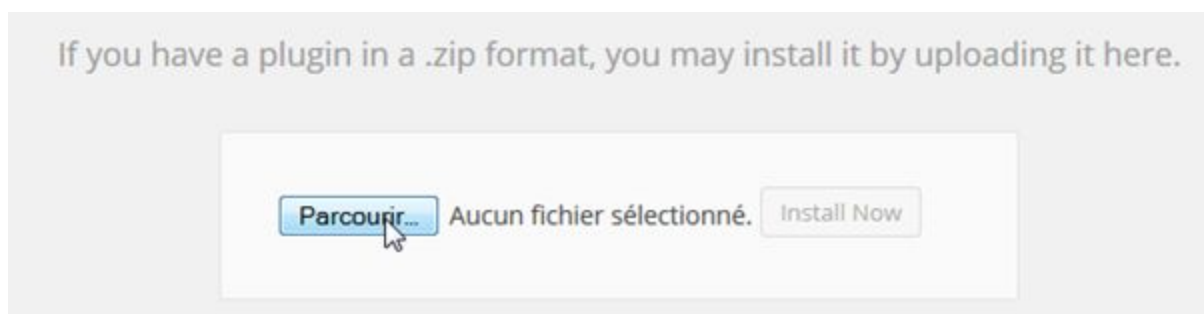 If you have a plugin in a .zip format, you may install it by uploading it here.
Parcourir... Aucun fichier sélectionné. Install Now